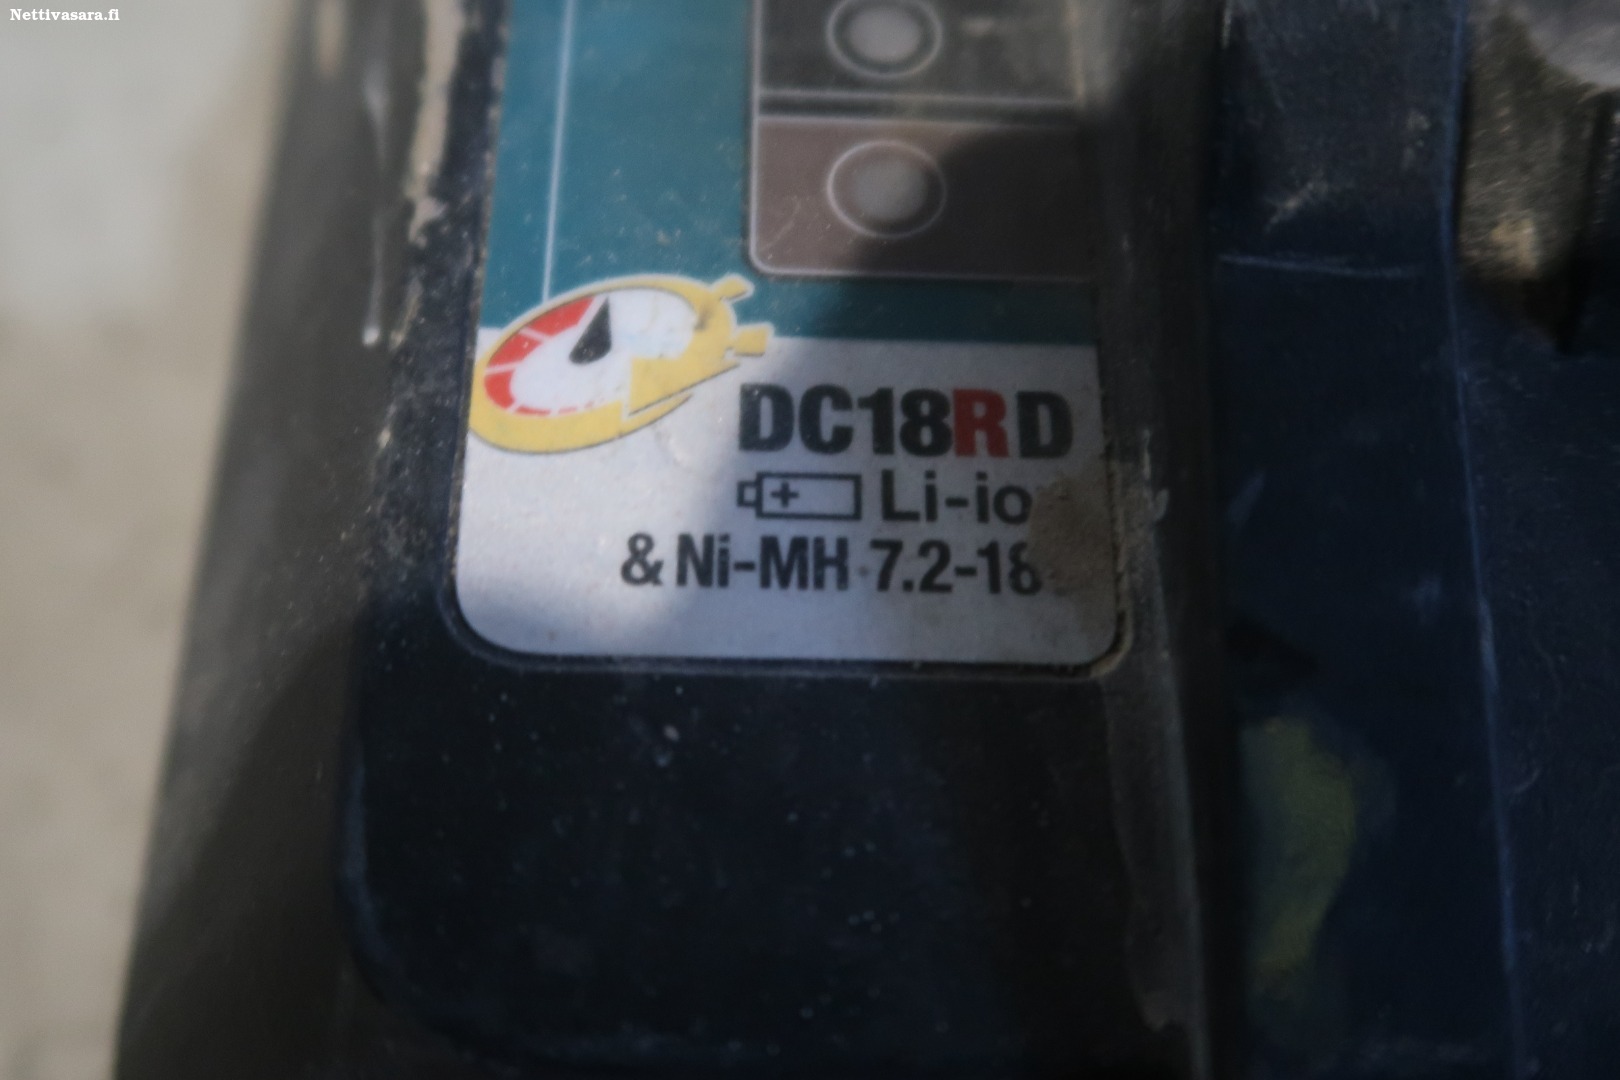 Nettivasara.fi
DC18RD
Li-io
& Ni-MH 7.2-18